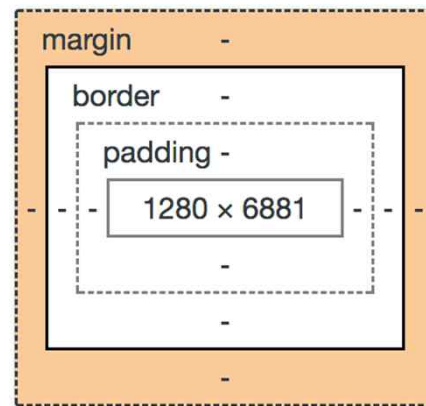 margin -
border -
padding -
- - - 1280 × 6881 - - -
-
-
-